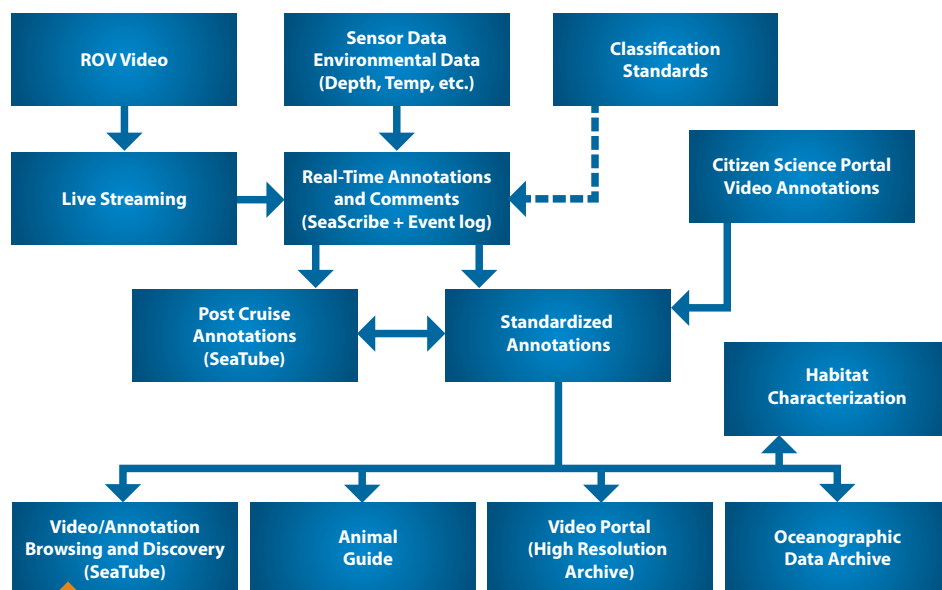 ROV Video
Sensor Data
Environmental Data
(Depth, Temp, etc.)
Classification
Standards
Live Streaming
Real-Time Annotations
and Comments
(SeaScribe + Event log)
Citizen Science Portal
Video Annotations
Post Cruise
Annotations
(SeaTube)
Standardized
Annotations
Habitat
Characterization
Video/Annotation
Browsing and Discovery
(SeaTube)
Animal
Guide
Video Portal
(High Resolution
Archive)
Oceanographic
Data Archive